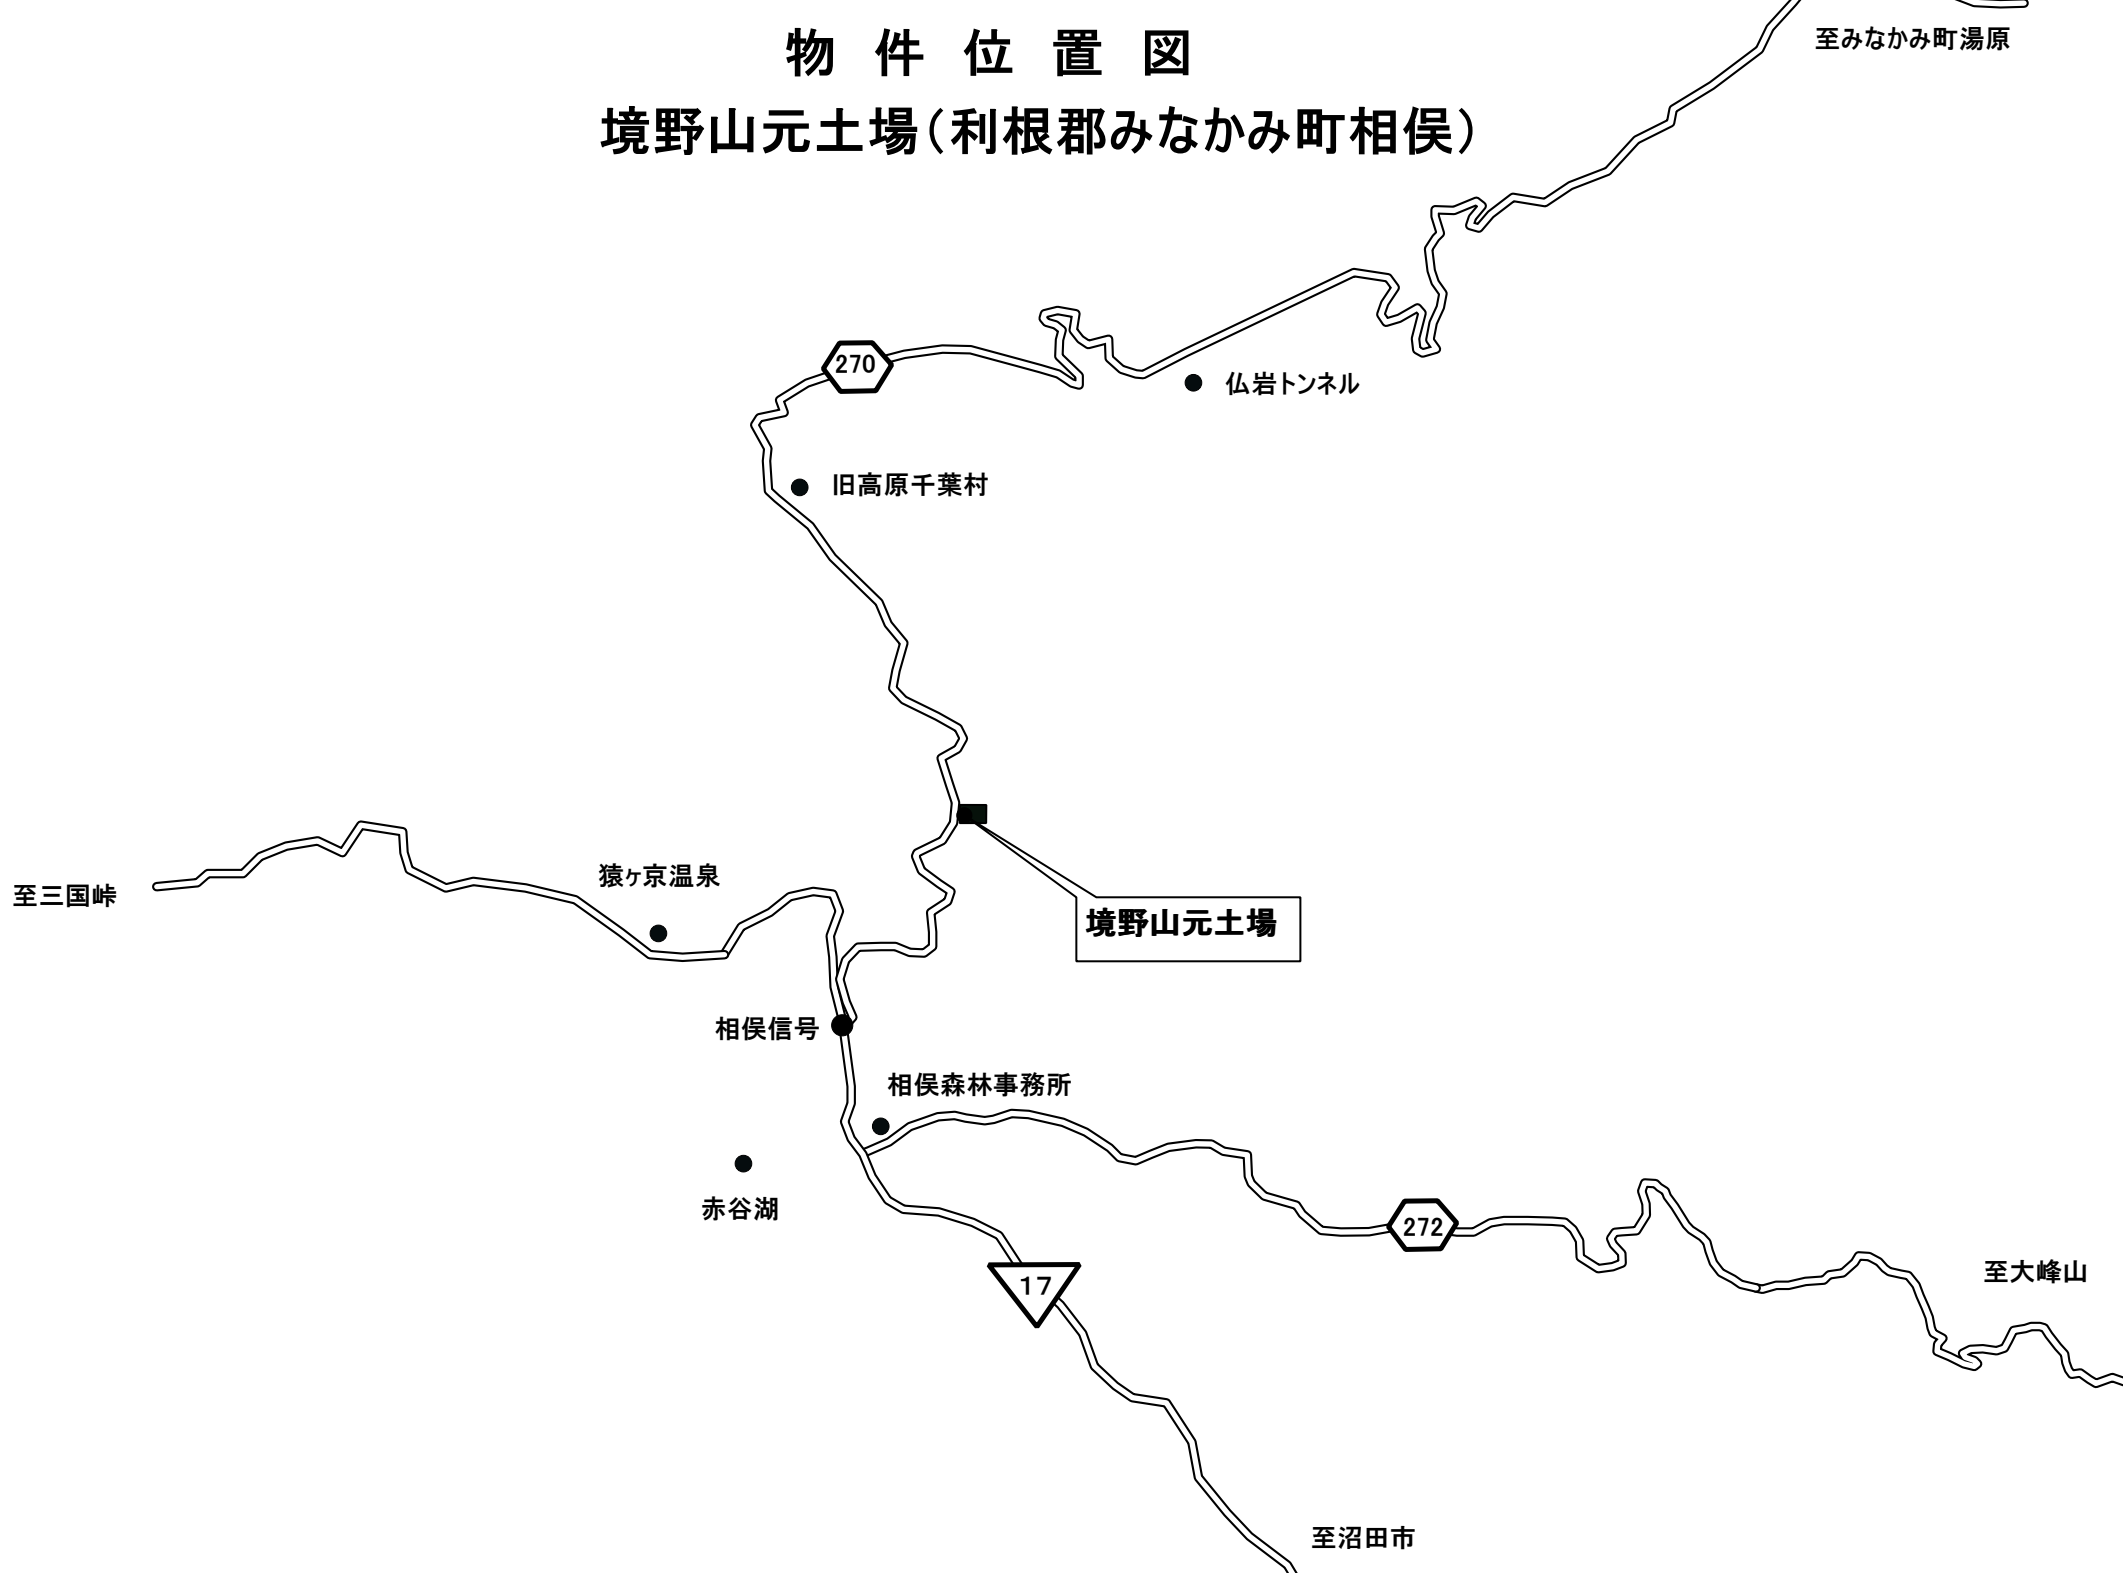 物件位置図
至みなかみ町湯原
境野山元土場（利根郡みなかみ町相俣）
270
仏岩トンネル
旧高原千葉村
猿ヶ京温泉
至三国峠
境野山元土場
相俣信号
相俣森林事務所
赤谷湖
272
至大峰山
17
至沼田市